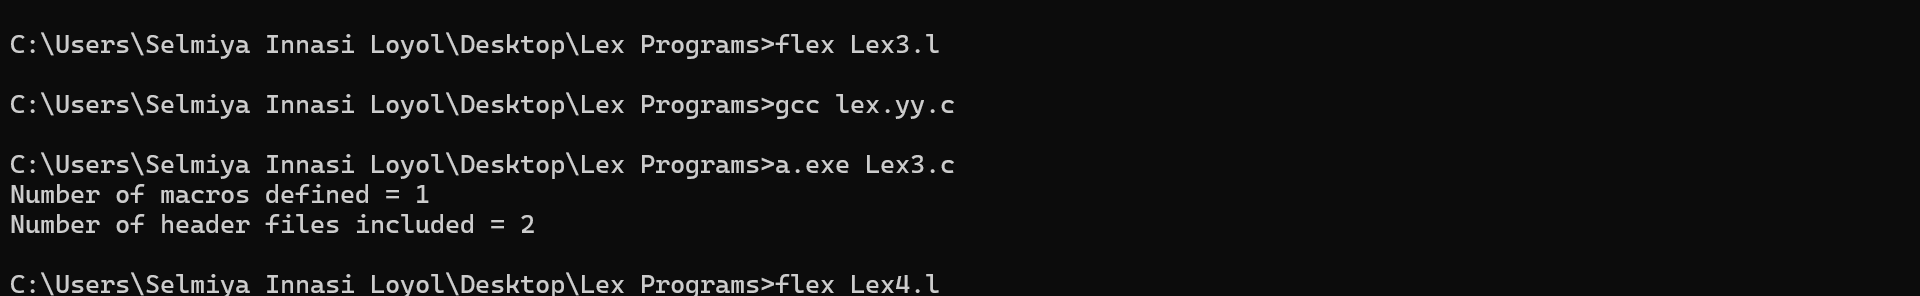 C:\Users\Selmiya Innasi Loyol\Desktop\Lex Programs>flex Lex3.l
C:\Users\Selmiya Innasi Loyol\Desktop\Lex Programs>gcc lex.yy.c
C:\Users\Selmiya Innasi Loyol\Desktop\Lex Programs>a.exe Lex3.c
Number of macros defined = 1
Number of header files included = 2
C:\Users\Selmiya Innasi Loyol\Desktop\Lex Programs>flex Lex4.l